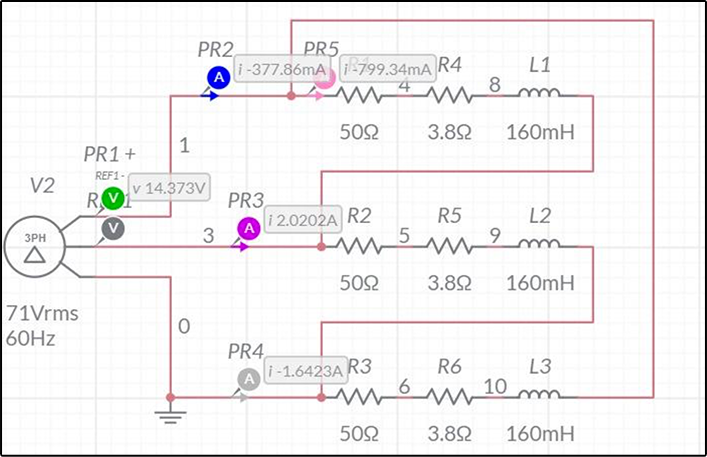 PR2
i -377.86mA
PR5
i -799.34mA
R4
L1
A
A
4
8
50Ω
3.8Ω
160mH
1
PR1 +
REF1 -
v 14.373V
V2
V
V
3PH
PR3
i 2.0202A
R2
R5
L2
A
3
5
9
50Ω
3.8Ω
160mH
71Vrms
60Hz
0
PR4
i -1.6423A
R3
R6
L3
A
6
10
50Ω
3.8Ω
160mH